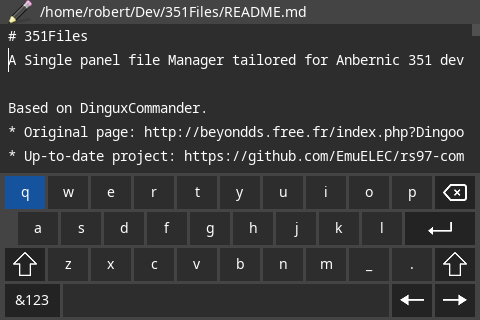 /home/robert/Dev/351Files/README.md
# 351Files
A Single panel file Manager tailored for Anbernic 351 dev
Based on DinguxCommander.
* Original page: http://beyondds.free.fr/index.php?Dingoo
* Up-to-date project: https://github.com/EmuELEC/rs97-com
q w e r t y u i o p
a s d f g h j k l
z x c v b n m _ .
&123